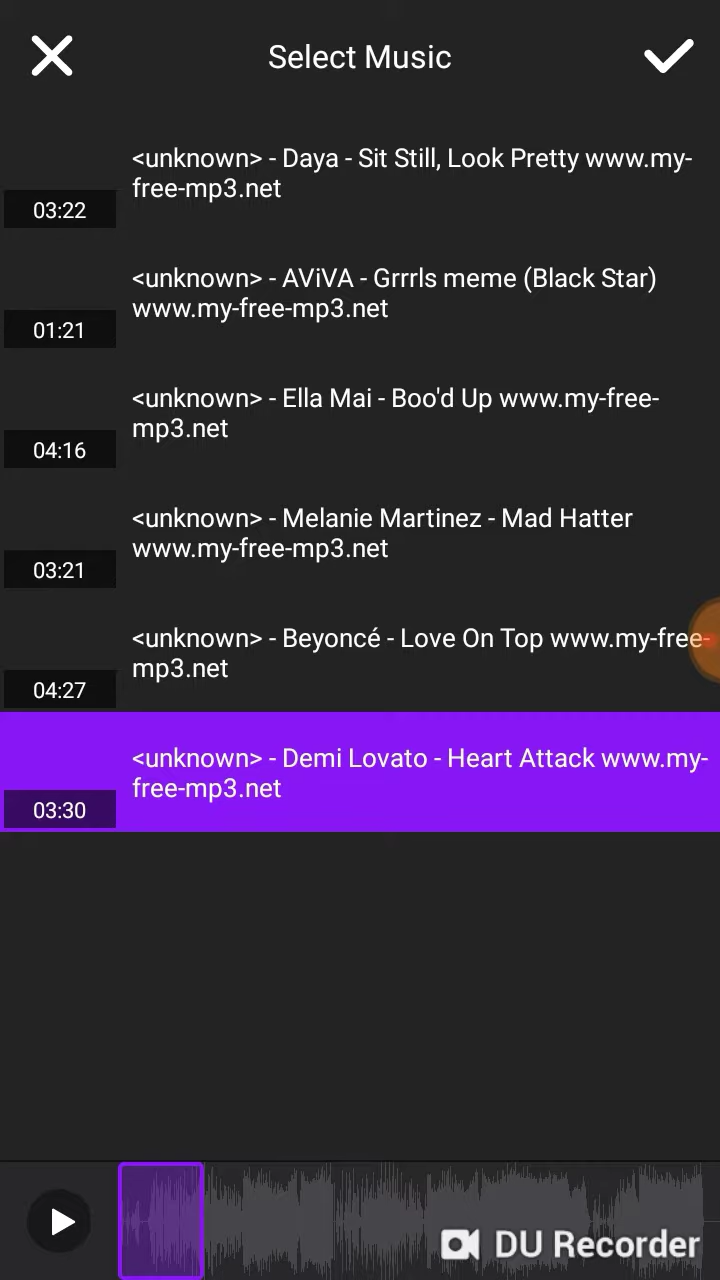 Select Music
<unknown> - Daya - Sit Still, Look Pretty www.my-
free-mp3.net
03:22
<unknown> - AViVA - Grrrls meme (Black Star)
www.my-free-mp3.net
01:21
<unknown> - Ella Mai - Boo'd Up www.my-free-
mp3.net
04:16
<unknown> - Melanie Martinez - Mad Hatter
www.my-free-mp3.net
03:21
<unknown> - Beyoncé - Love On Top www.my-free-
mp3.net
04:27
<unknown> - Demi Lovato - Heart Attack www.my-
free-mp3.net
03:30
DU Recorder